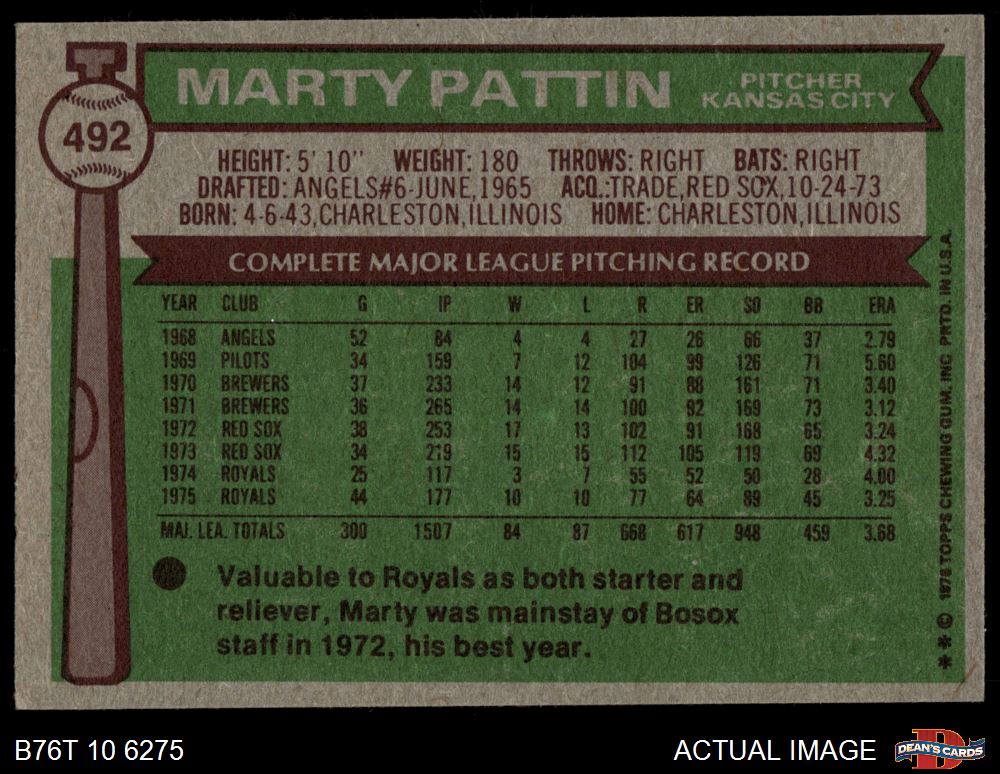 T
492
MARTY PATTIN
PITCHER
KANSAS CITY
HEIGHT: 5' 10" WEIGHT: 180 THROWS: RIGHT BATS: RIGHT
DRAFTED: ANGELS#6-JUNE,1965 ACQ.:TRADE,RED SOX,10-24-73
BORN: 4-6-43,CHARLESTON,ILLINOIS HOME: CHARLESTON,ILLINOIS
COMPLETE MAJOR LEAGUE PITCHING RECORD
YEAR CLUB G IP W L R ER SO BB ERA
1968 ANGELS 52 84 4 4 27 26 66 37 2.79
1969 PILOTS 34 159 7 12 104 99 126 71 5.60
1970 BREWERS 37 233 14 12 91 88 161 71 3.40
1971 BREWERS 36 265 14 14 100 92 169 73 3.12
1972 RED SOX 38 253 17 13 102 91 168 65 3.24
1973 RED SOX 34 219 15 15 112 105 119 69 4.32
1974 ROYALS 25 117 3 7 55 52 50 28 4.00
1975 ROYALS 44 177 10 10 77 64 89 45 3.25
MAJ. LEA. TOTALS 300 1507 84 87 668 617 948 459 3.68
Valuable to Royals as both starter and
reliever, Marty was mainstay of Bosox
staff in 1972, his best year.
* * © 1976 TOPPS CHEWING GUM, INC. PRTD. IN U.S.A.
B76T 10 6275
ACTUAL IMAGE
D
DEAN'S CARDS